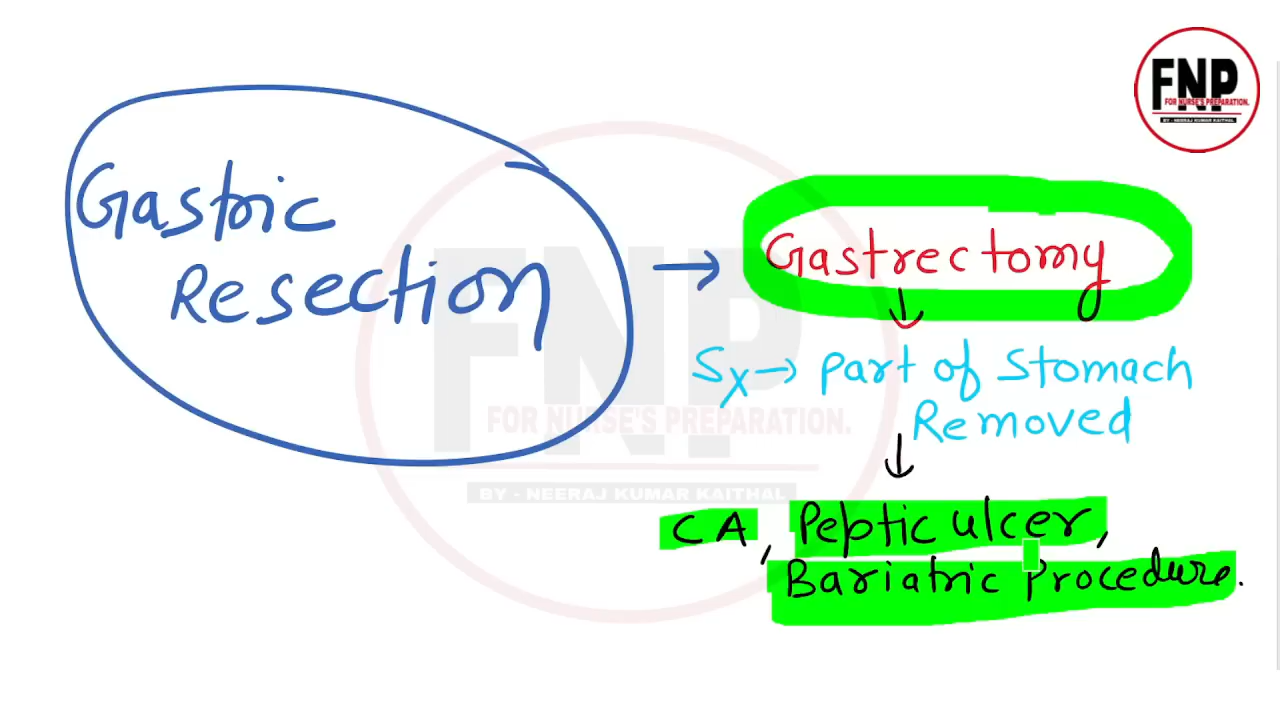 FNP
FOR NURSE'S PREPARATION.
BY - NEERAJ KUMAR KAITHAL
Gastric
Resection
→ Gastrectomy
↓
Sx → Part of Stomach
Removed
↓
CA, Peptic ulcer,
Bariatric Procedure.
FNP
FOR NURSE'S PREPARATION.
BY - NEERAJ KUMAR KAITHAL